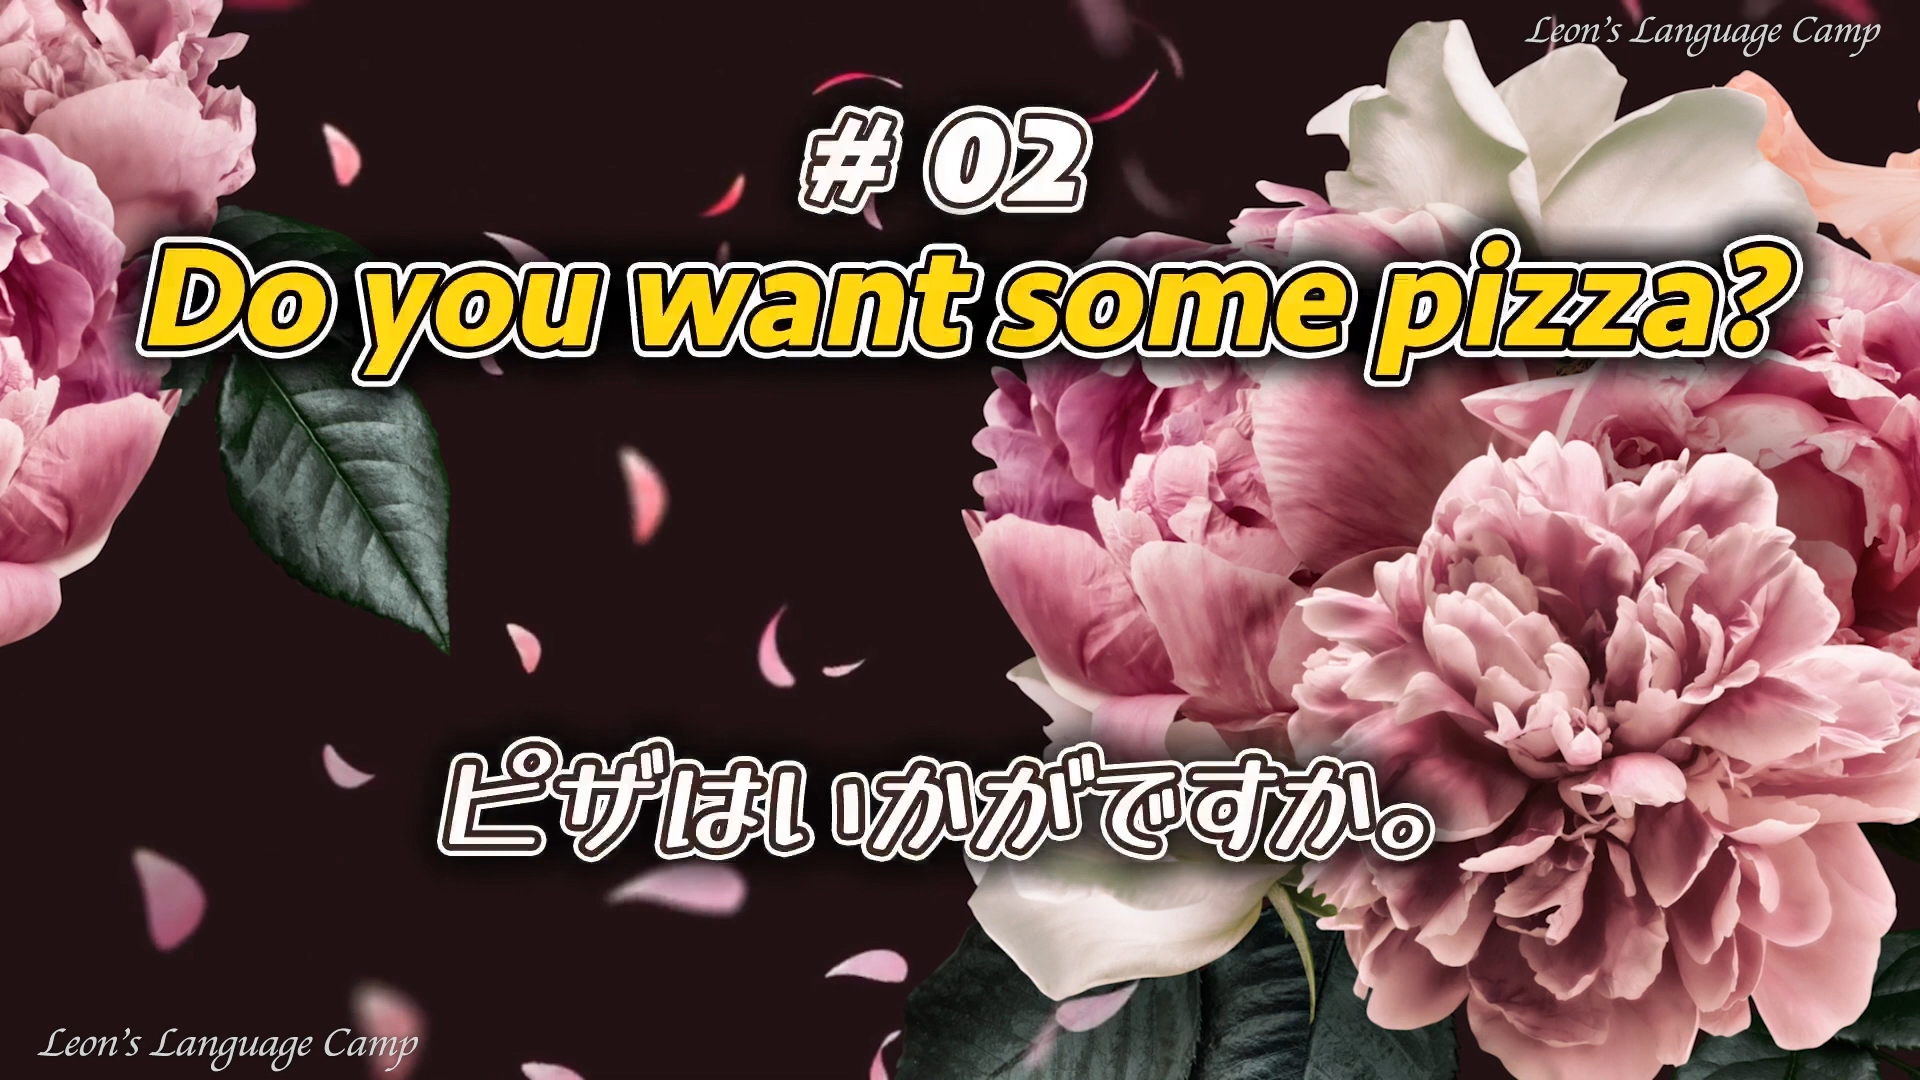 Leon's Language Camp
# 02
Do you want some pizza?
ピザはいかがですか。
Leon's Language Camp